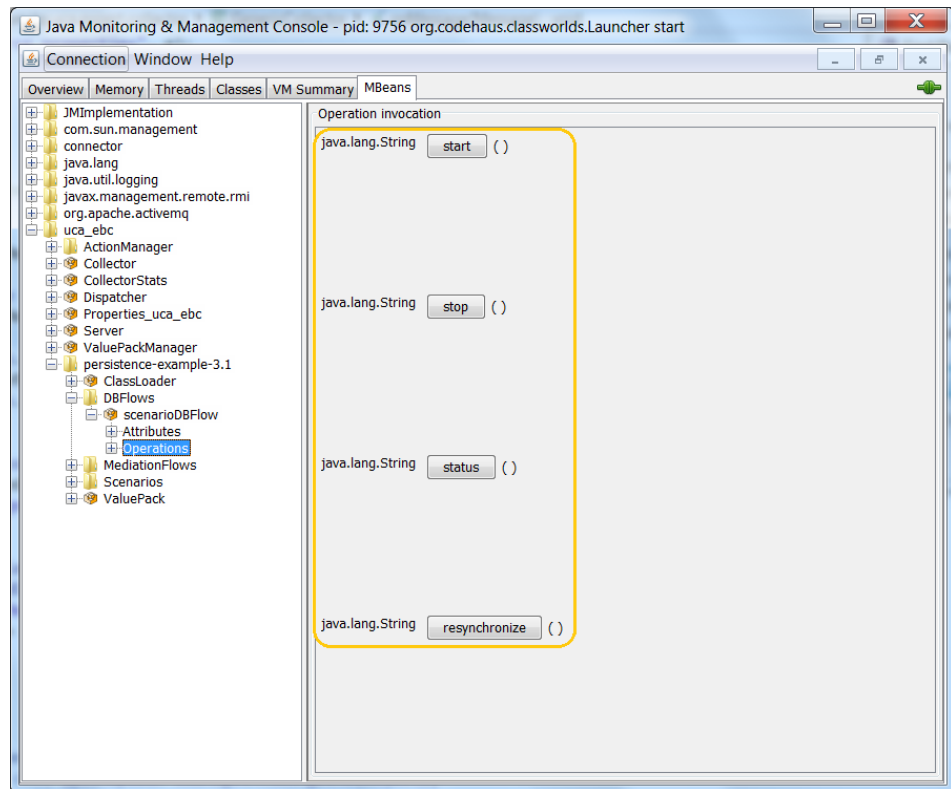 Java Monitoring & Management Console - pid: 9756 org.codehaus.classworlds.Launcher start
Connection Window Help
Overview Memory Threads Classes VM Summary MBeans
JMImplementation
com.sun.management
connector
java.lang
java.util.logging
javax.management.remote.rmi
org.apache.activemq
uca_ebc
ActionManager
Collector
CollectorStats
Dispatcher
Properties_uca_ebc
Server
ValuePackManager
persistence-example-3.1
ClassLoader
DBFlows
scenarioDBFlow
Attributes
Operations
MediationFlows
Scenarios
ValuePack
Operation invocation
java.lang.String start ( )
java.lang.String stop ( )
java.lang.String status ( )
java.lang.String resynchronize ( )